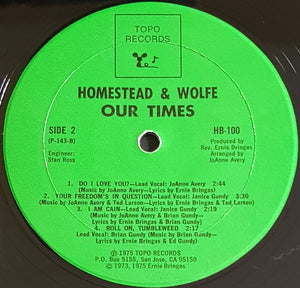 TOPO
RECORDS
HOMESTEAD & WOLFE
OUR TIMES
SIDE 2
(P-143-B)
Engineer:
Stan Ross
HB-100
Produced by
Rev. Ernie Bringas
Arranged by
JoAnne Avery
1. DO I LOVE YOU?—Lead Vocal: JoAnne Avery 2:44
(Music by JoAnne Avery—Lyrics by Ernie Bringas)
2. YOUR FREEDOM'S IN QUESTION—Lead Vocal: Janice Gundy 3:30
(Music by JoAnne Avery & Ted Larson—Lyrics by Ernie Bringas & Ted Larson)
3. I AM CAIN—Lead Vocal: Janice Gundy 2:19
(Music by JoAnne Avery & Brian Gundy—
Lyrics by Ernie Bringas & Brian Gundy)
4. ROLL ON, TUMBLEWEED 2:17
Lead Vocal: Brian Gundy (Music by Brian Gundy—
Lyrics by Ernie Bringas & Ed Gundy)
© 1975 TOPO RECORDS
P.O. Box 9155, San Jose, CA 95150
© 1973, 1975 Ernie Bringas